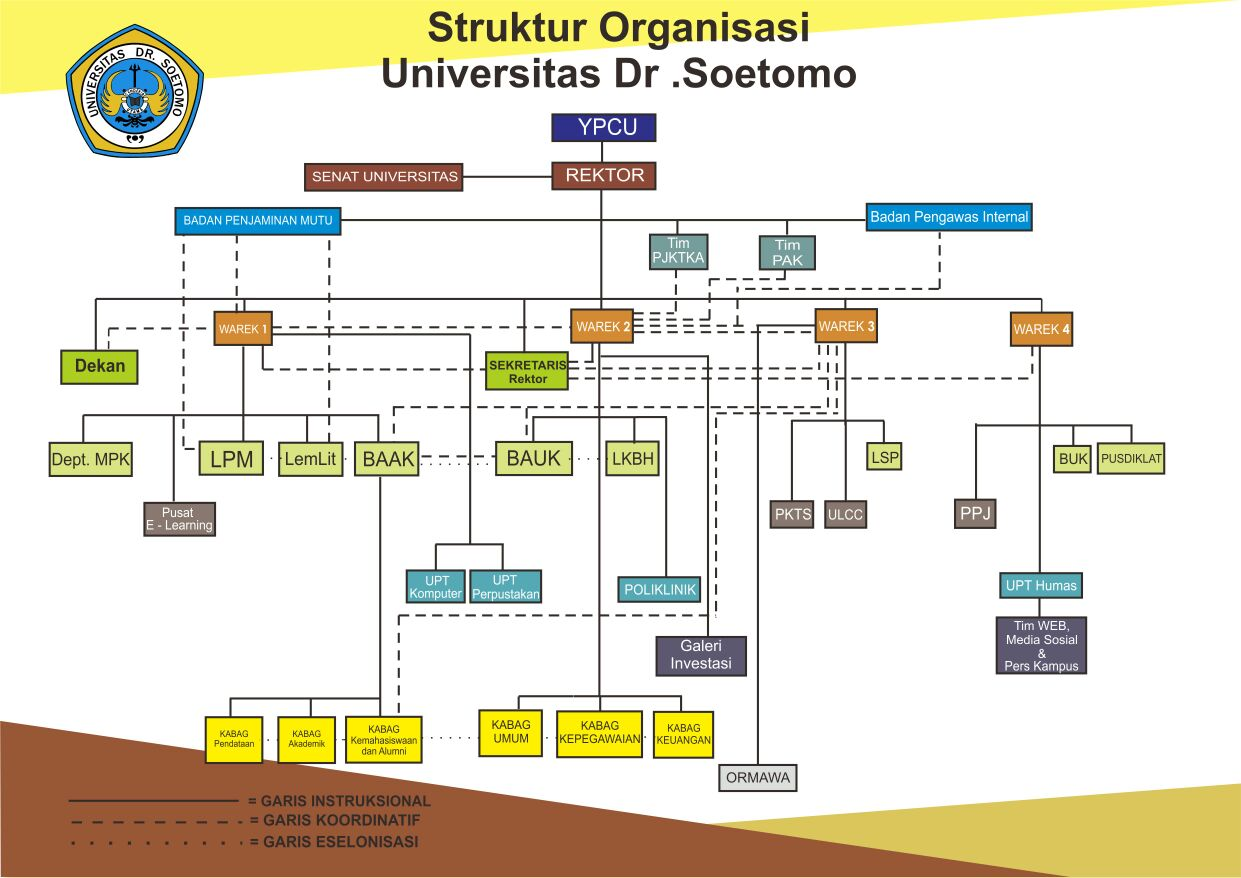 Struktur Organisasi
Universitas Dr .Soetomo
UNIVERSITAS DR. SOETOMO
YPCU
SENAT UNIVERSITAS
REKTOR
BADAN PENJAMINAN MUTU
Badan Pengawas Internal
Tim
PJKTKA
Tim
PAK
WAREK 1
WAREK 2
WAREK 3
WAREK 4
Dekan
SEKRETARIS
Rektor
Dept. MPK
LPM
LemLit
BAAK
BAUK
LKBH
LSP
BUK
PUSDIKLAT
Pusat
E - Learning
PKTS
ULCC
PPJ
UPT
Komputer
UPT
Perpustakan
POLIKLINIK
UPT Humas
Tim WEB,
Media Sosial
&
Pers Kampus
Galeri
Investasi
KABAG
Pendataan
KABAG
Akademik
KABAG
Kemahasiswaan
dan Alumni
KABAG
UMUM
KABAG
KEPEGAWAIAN
KABAG
KEUANGAN
ORMAWA
= GARIS INSTRUKSIONAL
= GARIS KOORDINATIF
= GARIS ESELONISASI